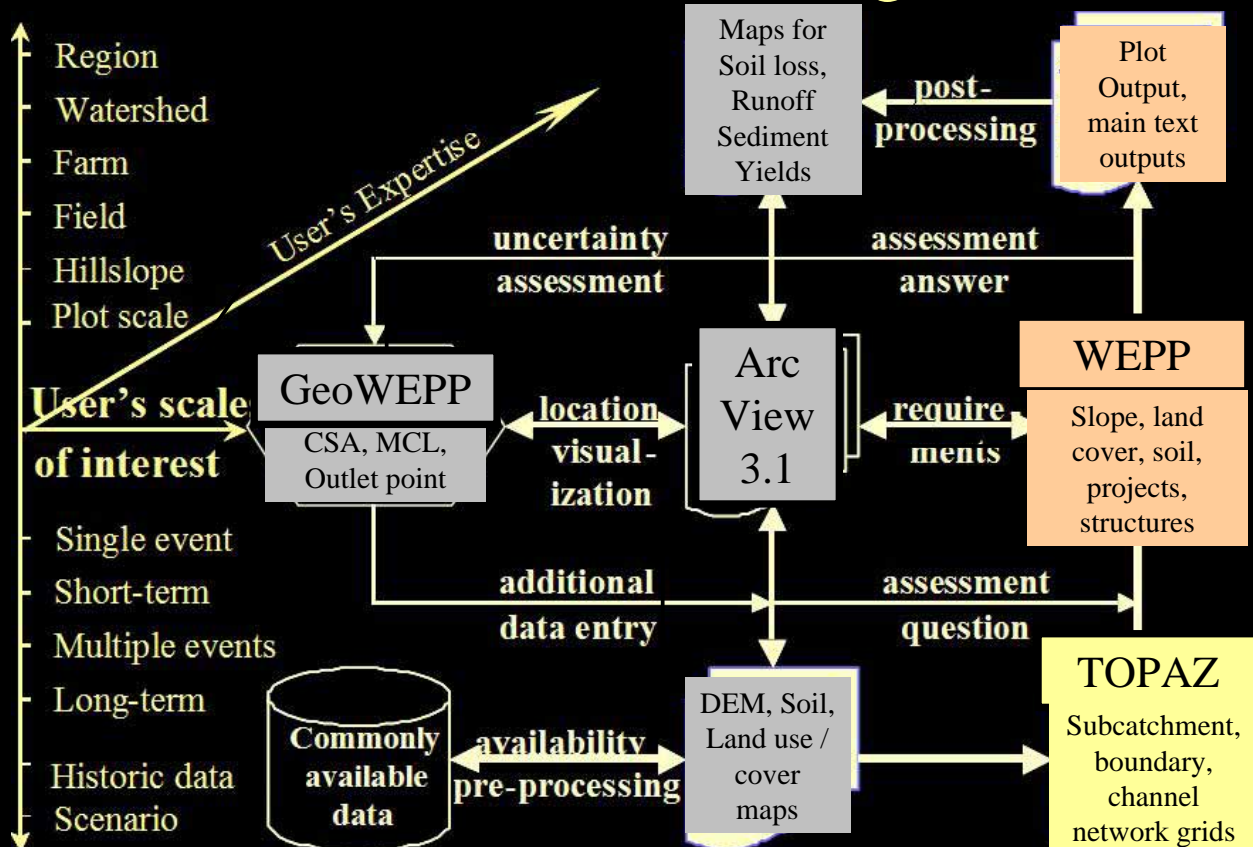 Region
Watershed
Farm
Field
Hillslope
Plot scale
User's Expertise
User's scale
of interest
Single event
Short-term
Multiple events
Long-term
Historic data
Scenario
Maps for
Soil loss,
Runoff
Sediment
Yields
post-
processing
Plot
Output,
main text
outputs
uncertainty
assessment
assessment
answer
GeoWEPP
CSA, MCL,
Outlet point
location
visual-
ization
Arc
View
3.1
require-
ments
WEPP
Slope, land
cover, soil,
projects,
structures
additional
data entry
assessment
question
Commonly
available
data
availability
pre-processing
DEM, Soil,
Land use /
cover
maps
TOPAZ
Subcatchment,
boundary,
channel
network grids